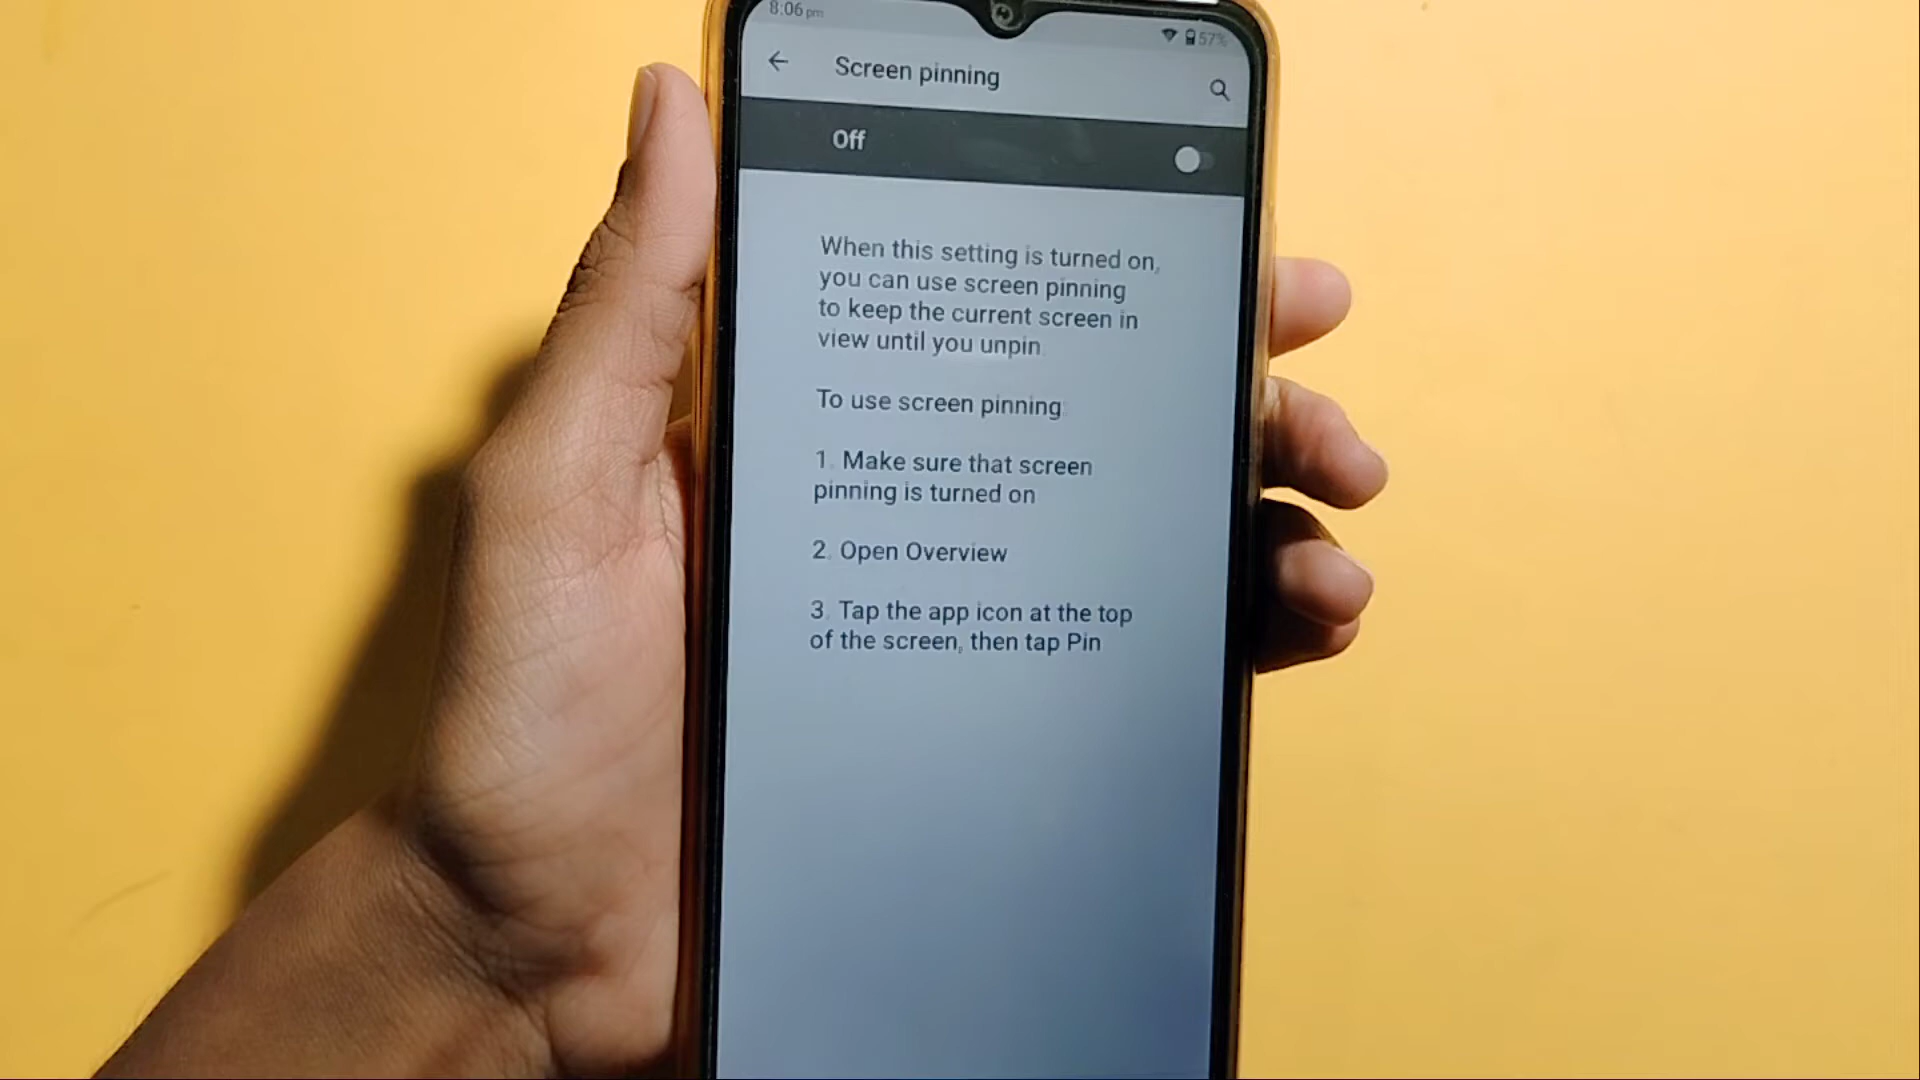 8:06 pm
57%
Screen pinning
Off
When this setting is turned on,
you can use screen pinning
to keep the current screen in
view until you unpin.
To use screen pinning:
1. Make sure that screen
pinning is turned on
2. Open Overview
3. Tap the app icon at the top
of the screen, then tap Pin